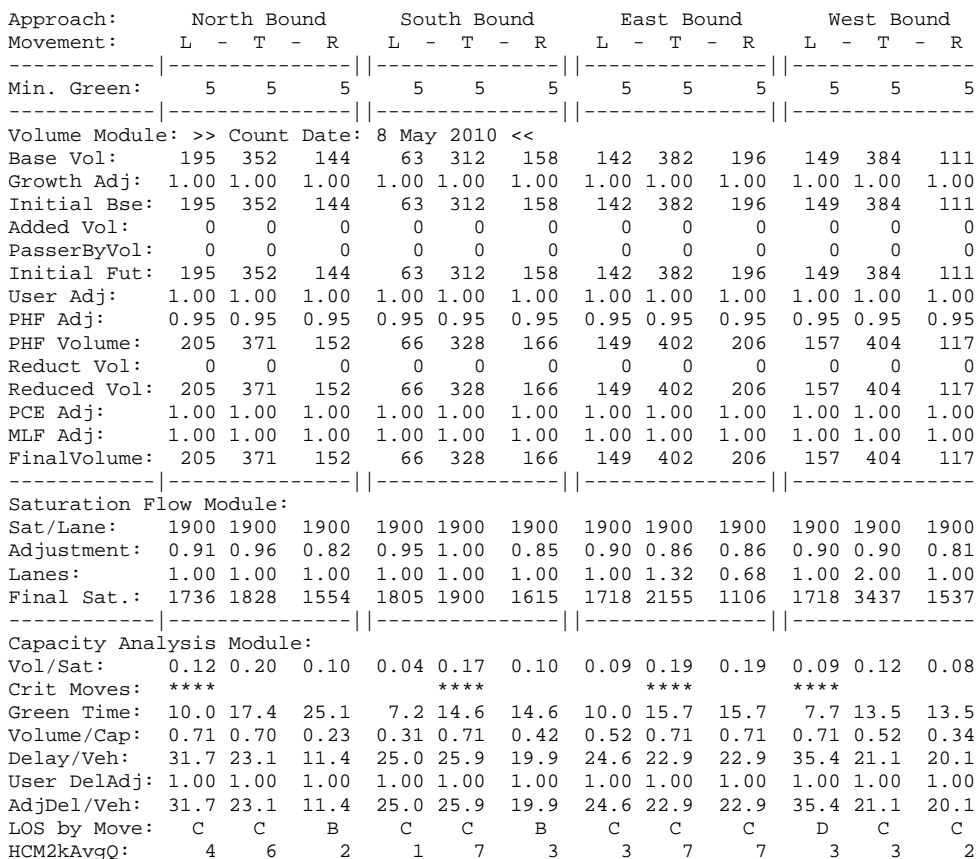 Approach:      North Bound      South Bound       East Bound       West Bound
Movement:     L  -  T  -  R    L  -  T  -  R    L  -  T  -  R    L  -  T  -  R
------------|---------------||---------------||---------------||---------------
Min. Green:     5    5     5     5    5     5     5    5     5     5    5     5
------------|---------------||---------------||---------------||---------------
Volume Module: >> Count Date: 8 May 2010 <<
Base Vol:     195  352   144    63  312   158   142  382   196   149  384   111
Growth Adj:  1.00 1.00  1.00  1.00 1.00  1.00  1.00 1.00  1.00  1.00 1.00  1.00
Initial Bse:  195  352   144    63  312   158   142  382   196   149  384   111
Added Vol:      0    0     0     0    0     0     0    0     0     0    0     0
PasserByVol:    0    0     0     0    0     0     0    0     0     0    0     0
Initial Fut:  195  352   144    63  312   158   142  382   196   149  384   111
User Adj:    1.00 1.00  1.00  1.00 1.00  1.00  1.00 1.00  1.00  1.00 1.00  1.00
PHF Adj:     0.95 0.95  0.95  0.95 0.95  0.95  0.95 0.95  0.95  0.95 0.95  0.95
PHF Volume:   205  371   152    66  328   166   149  402   206   157  404   117
Reduct Vol:     0    0     0     0    0     0     0    0     0     0    0     0
Reduced Vol:  205  371   152    66  328   166   149  402   206   157  404   117
PCE Adj:     1.00 1.00  1.00  1.00 1.00  1.00  1.00 1.00  1.00  1.00 1.00  1.00
MLF Adj:     1.00 1.00  1.00  1.00 1.00  1.00  1.00 1.00  1.00  1.00 1.00  1.00
FinalVolume:  205  371   152    66  328   166   149  402   206   157  404   117
------------|---------------||---------------||---------------||---------------
Saturation Flow Module:
Sat/Lane:    1900 1900  1900  1900 1900  1900  1900 1900  1900  1900 1900  1900
Adjustment:  0.91 0.96  0.82  0.95 1.00  0.85  0.90 0.86  0.86  0.90 0.90  0.81
Lanes:       1.00 1.00  1.00  1.00 1.00  1.00  1.00 1.32  0.68  1.00 2.00  1.00
Final Sat.:  1736 1828  1554  1805 1900  1615  1718 2155  1106  1718 3437  1537
------------|---------------||---------------||---------------||---------------
Capacity Analysis Module:
Vol/Sat:     0.12 0.20  0.10  0.04 0.17  0.10  0.09 0.19  0.19  0.09 0.12  0.08
Crit Moves:  ****                  ****             ****        ****
Green Time:  10.0 17.4  25.1   7.2 14.6  14.6  10.0 15.7  15.7   7.7 13.5  13.5
Volume/Cap:  0.71 0.70  0.23  0.31 0.71  0.42  0.52 0.71  0.71  0.71 0.52  0.34
Delay/Veh:   31.7 23.1  11.4  25.0 25.9  19.9  24.6 22.9  22.9  35.4 21.1  20.1
User DelAdj: 1.00 1.00  1.00  1.00 1.00  1.00  1.00 1.00  1.00  1.00 1.00  1.00
AdjDel/Veh:  31.7 23.1  11.4  25.0 25.9  19.9  24.6 22.9  22.9  35.4 21.1  20.1
LOS by Move:   C    C     B     C    C     B     C    C     C     D    C     C
HCM2kAvgQ:     4    6     2     1    7     3     3    7     7     3    3     2